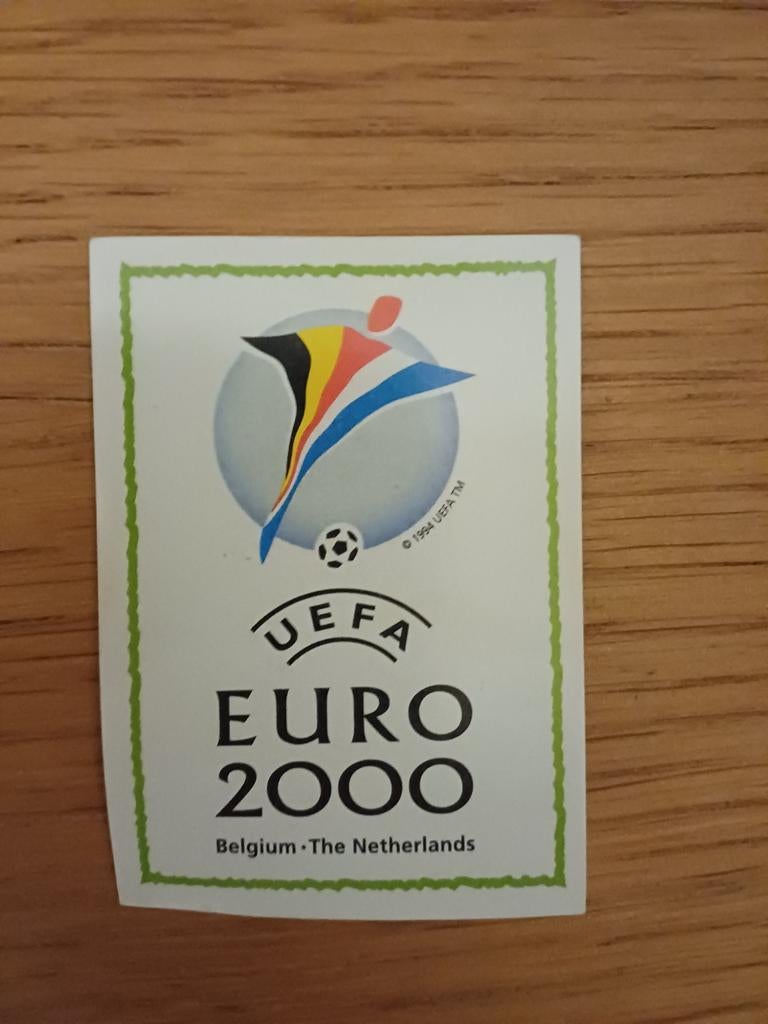 © 1994 UEFA TM
UEFA
EURO
2000
Belgium · The Netherlands